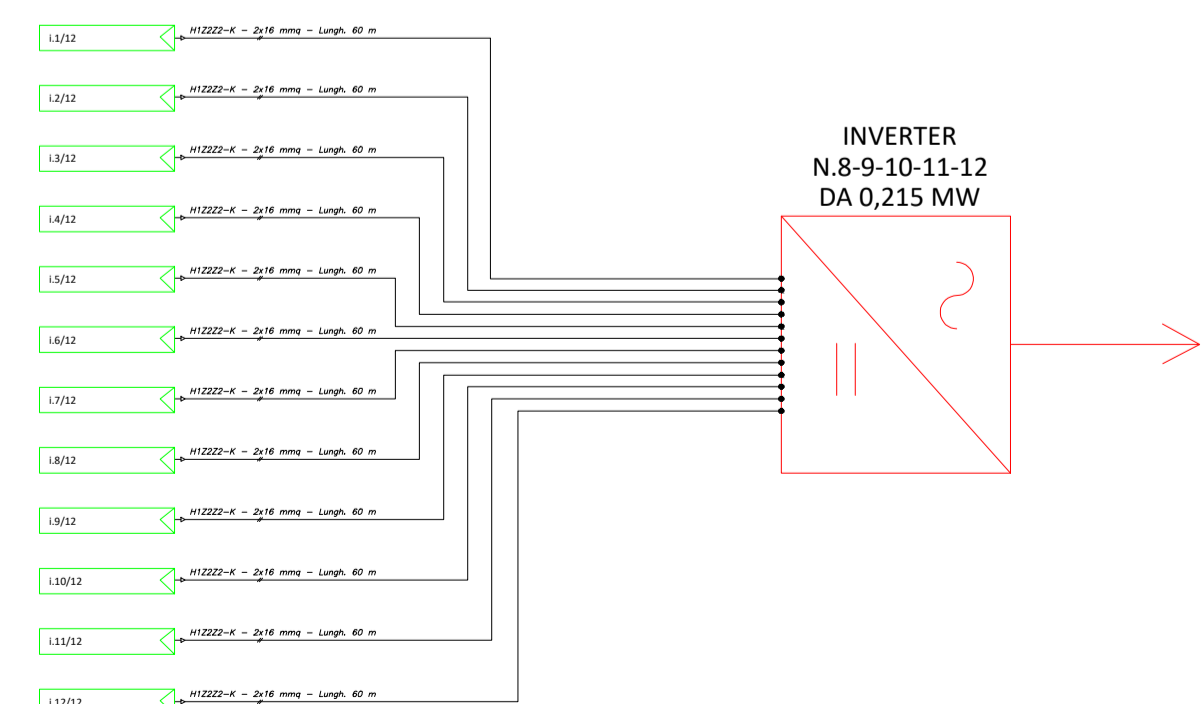 H1Z2Z2-K - 2x16 mmq - Lungh. 60 m
i.1/12
H1Z2Z2-K - 2x16 mmq - Lungh. 60 m
i.2/12
H1Z2Z2-K - 2x16 mmq - Lungh. 60 m
i.3/12
H1Z2Z2-K - 2x16 mmq - Lungh. 60 m
i.4/12
H1Z2Z2-K - 2x16 mmq - Lungh. 60 m
i.5/12
H1Z2Z2-K - 2x16 mmq - Lungh. 60 m
i.6/12
H1Z2Z2-K - 2x16 mmq - Lungh. 60 m
i.7/12
H1Z2Z2-K - 2x16 mmq - Lungh. 60 m
i.8/12
H1Z2Z2-K - 2x16 mmq - Lungh. 60 m
i.9/12
H1Z2Z2-K - 2x16 mmq - Lungh. 60 m
i.10/12
H1Z2Z2-K - 2x16 mmq - Lungh. 60 m
i.11/12
H1Z2Z2-K - 2x16 mmq - Lungh. 60 m
i.12/12
INVERTER
N.8-9-10-11-12
DA 0,215 MW